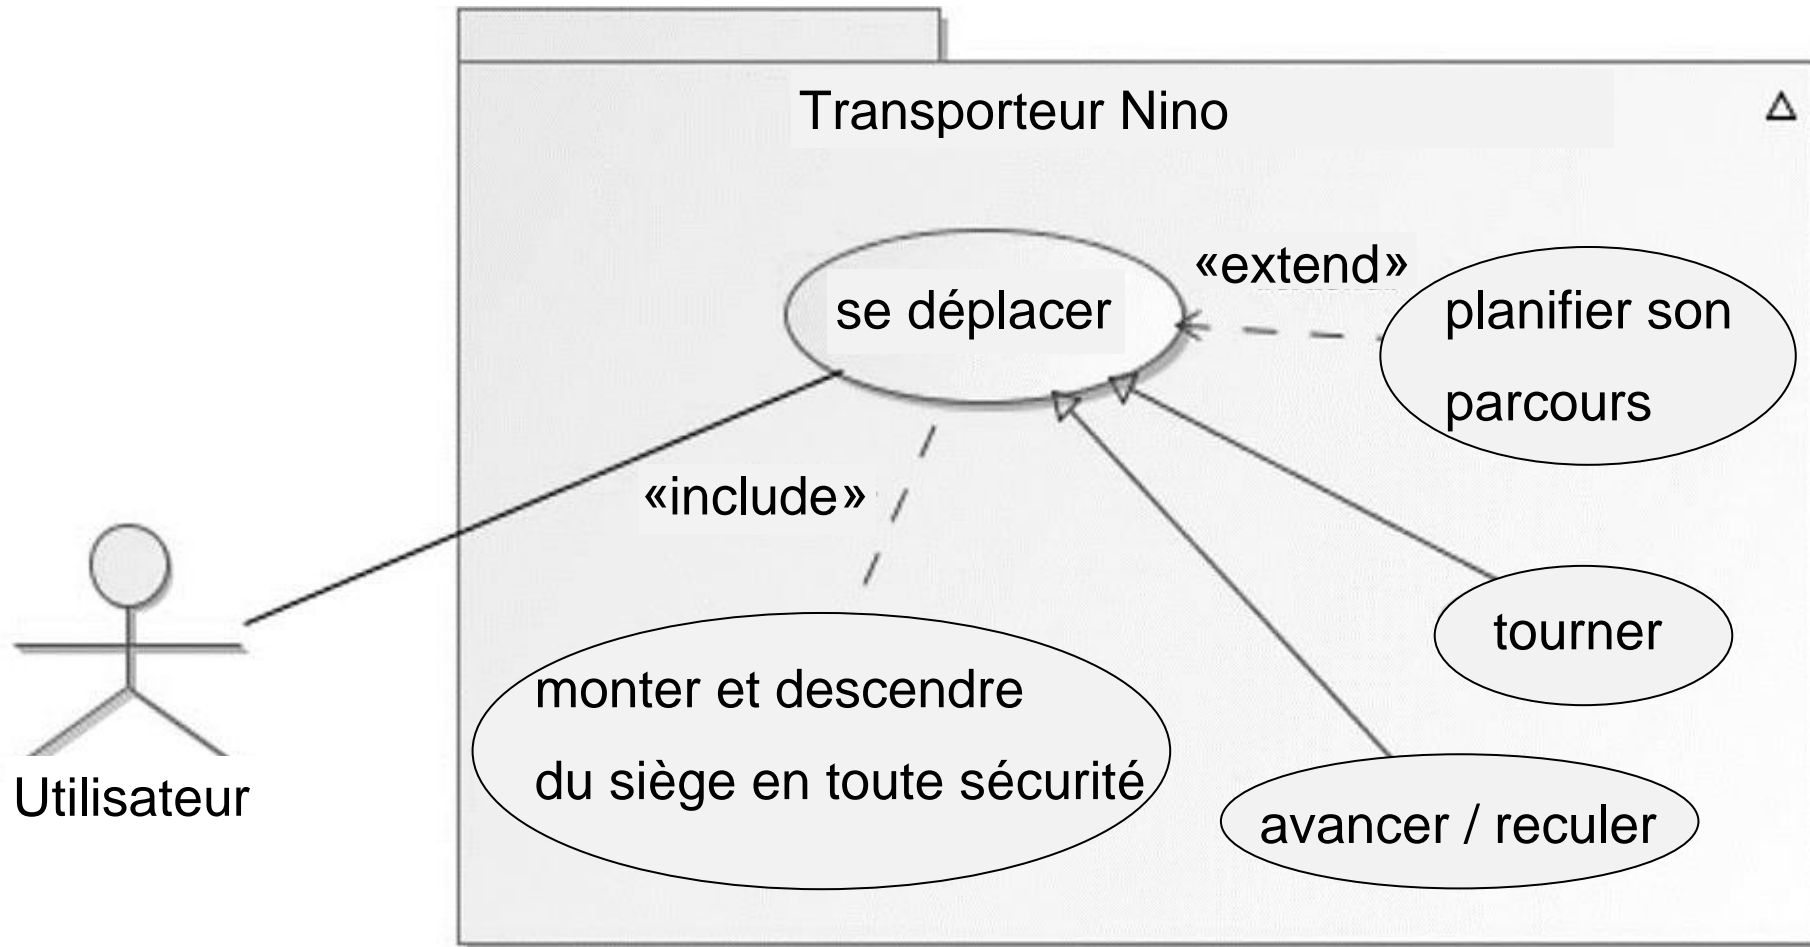 Transporteur Nino
«extend»
se déplacer
planifier son
parcours
«include»
tourner
monter et descendre
du siège en toute sécurité
Utilisateur
avancer / reculer